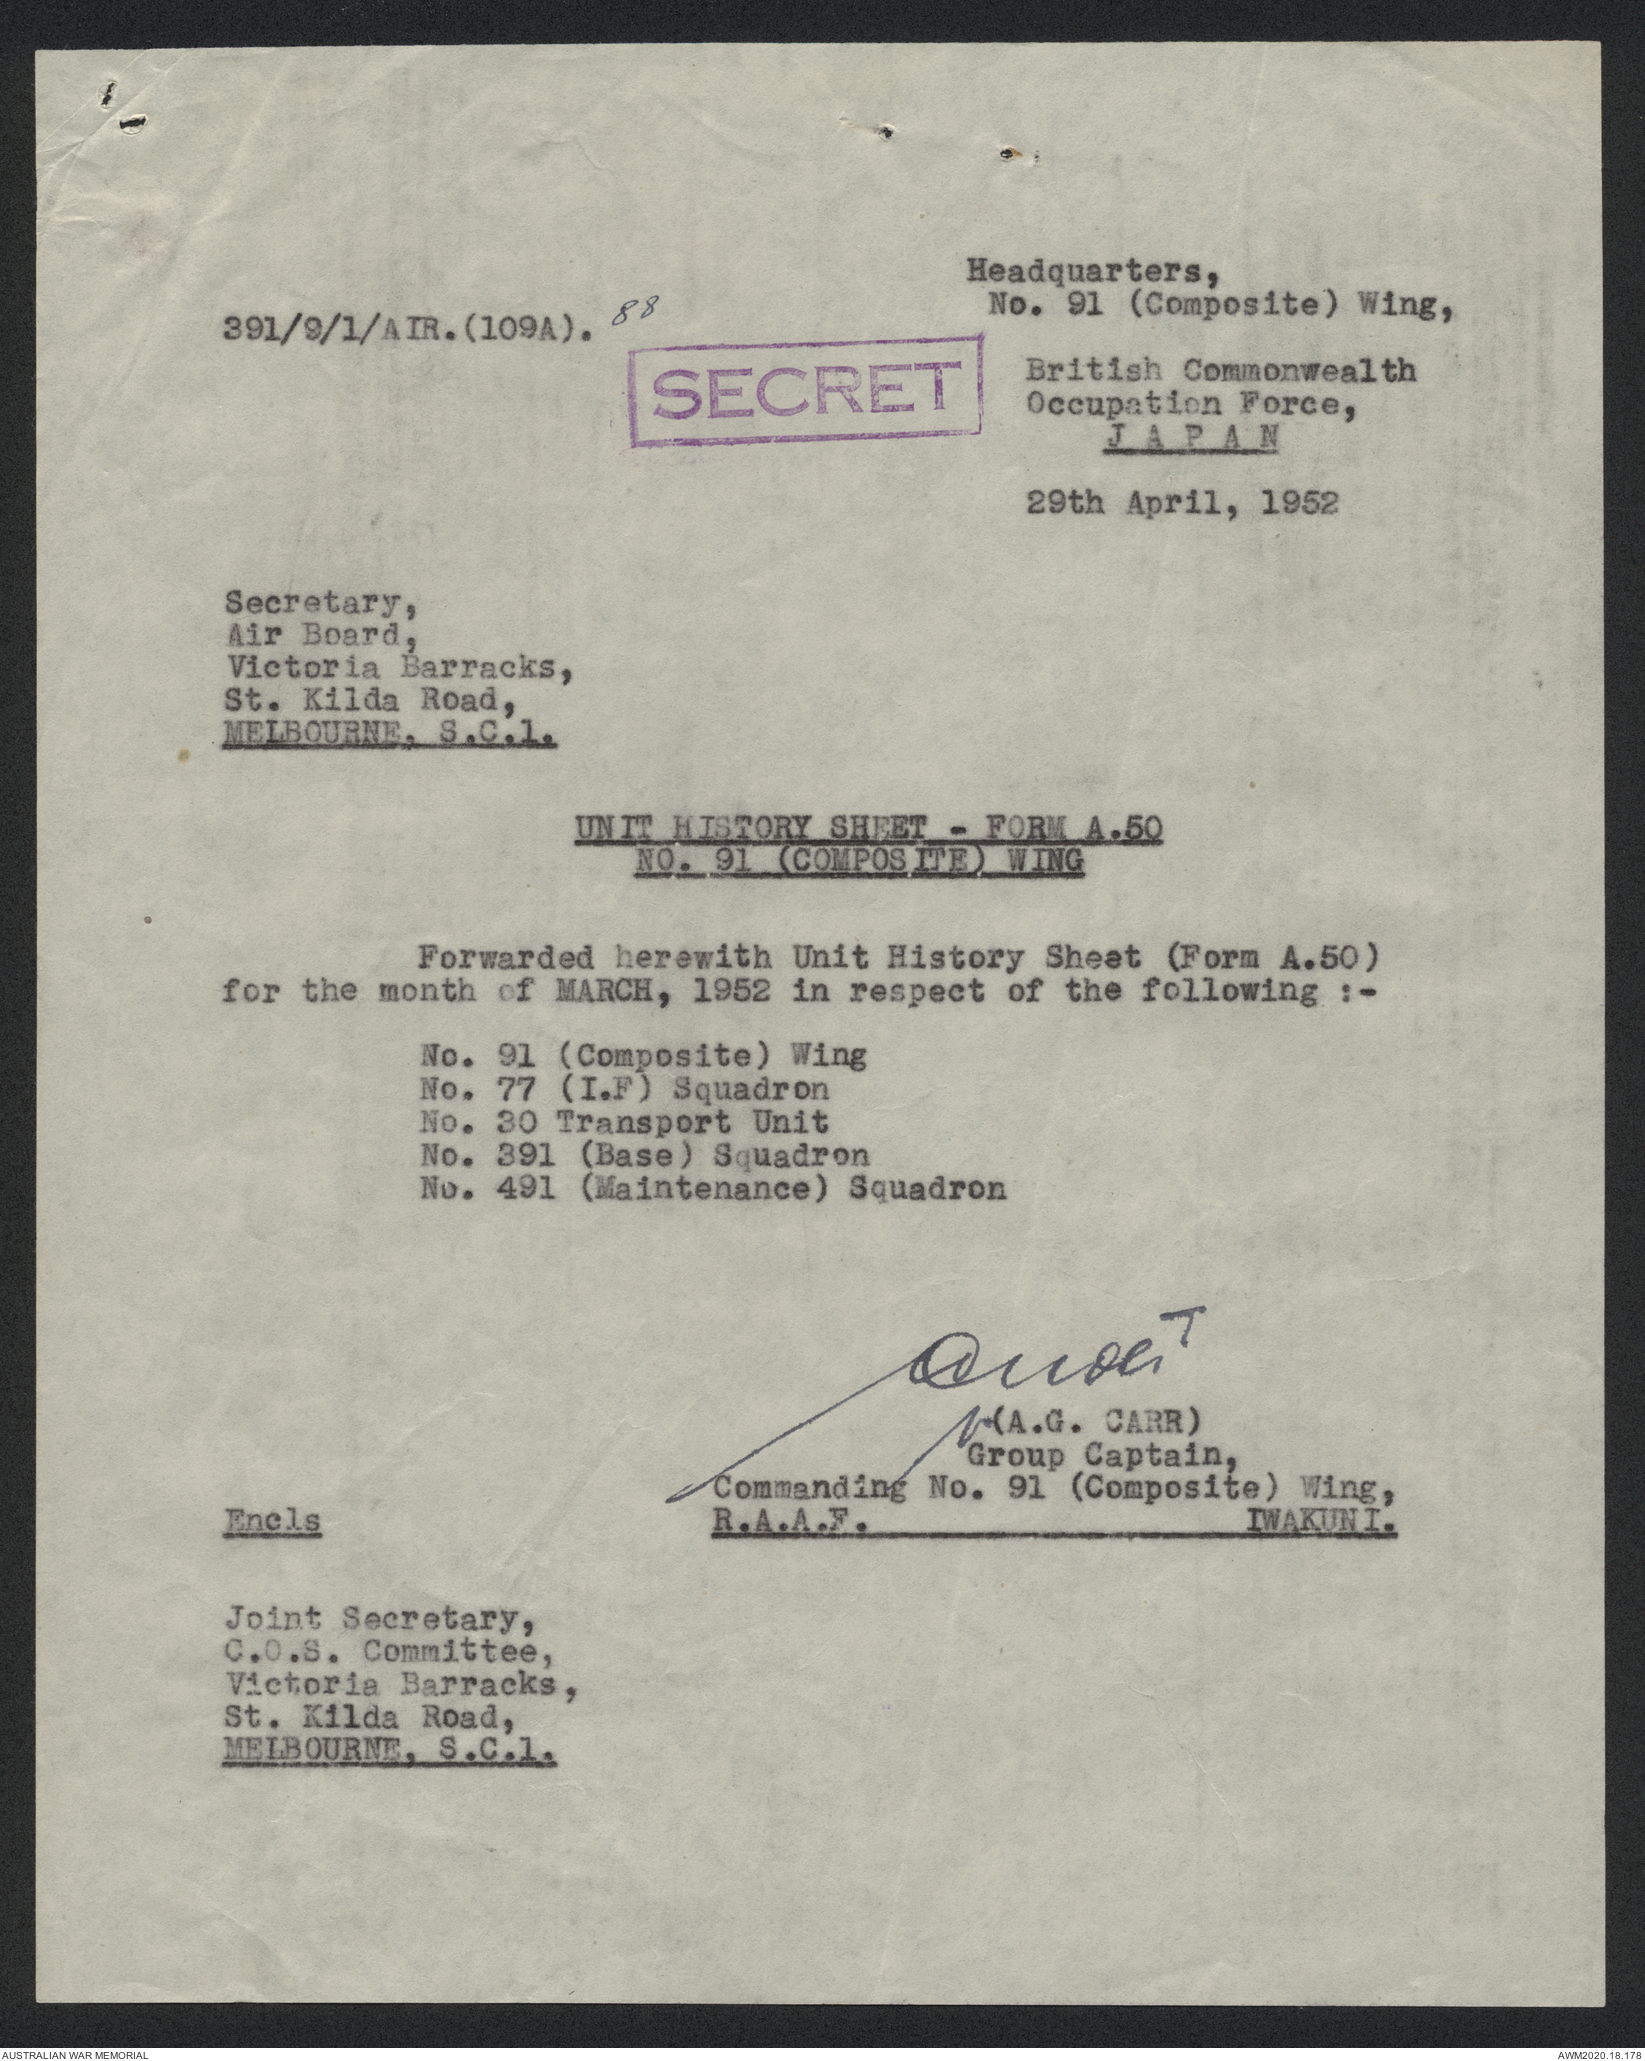 Headquarters,
No. 91 (Composite) Wing,
391/9/1/AIR.(109A). 88
SECRET
British Commonwealth
Occupation Force,
J A P A N
29th April, 1952
Secretary,
Air Board,
Victoria Barracks,
St. Kilda Road,
MELBOURNE, S.C.1.
UNIT HISTORY SHEET - FORM A.50
NO. 91 (COMPOSITE) WING
Forwarded herewith Unit History Sheet (Form A.50)
for the month of MARCH, 1952 in respect of the following :-
No. 91 (Composite) Wing
No. 77 (I.F) Squadron
No. 30 Transport Unit
No. 391 (Base) Squadron
No. 491 (Maintenance) Squadron
(A.G. CARR)
Group Captain,
Commanding No. 91 (Composite) Wing,
Encls
R.A.A.F. IWAKUNI.
Joint Secretary,
C.O.S. Committee,
Victoria Barracks,
St. Kilda Road,
MELBOURNE, S.C.1.
AUSTRALIAN WAR MEMORIAL
AWM2020.18.178